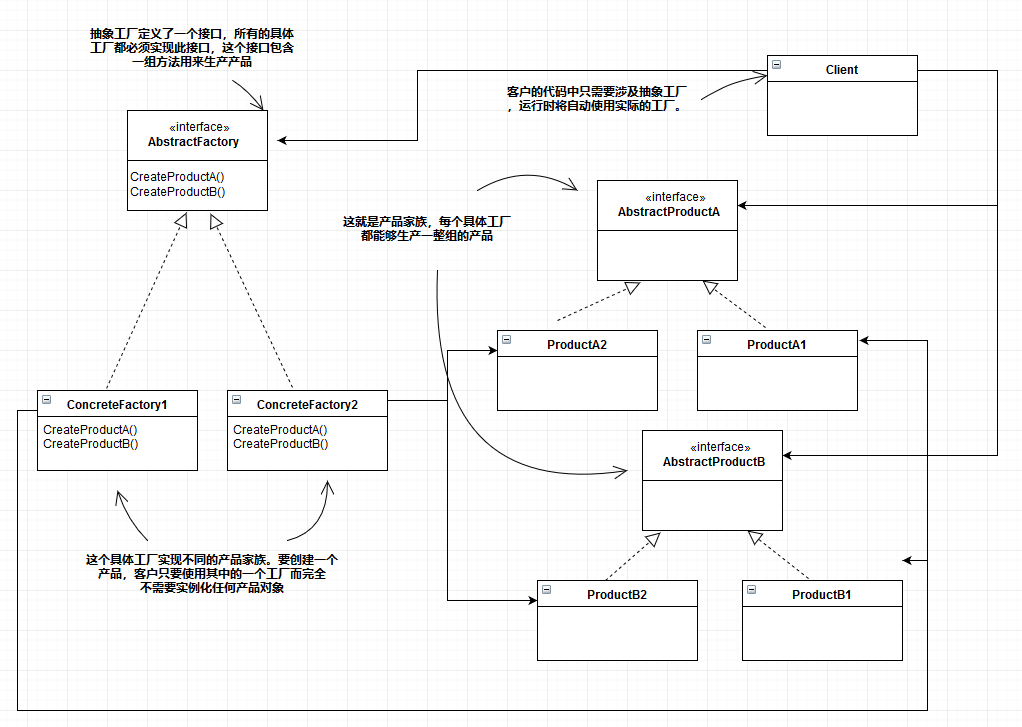 抽象工厂定义了一个接口，所有的具体
工厂都必须实现此接口，这个接口包含
一组方法用来生产产品
Client
客户的代码中只需要涉及抽象工厂
，运行时将自动使用实际的工厂。
«interface»
AbstractFactory
CreateProductA()
CreateProductB()
«interface»
AbstractProductA
这就是产品家族，每个具体工厂
都能够生产一整组的产品
ProductA2
ProductA1
ConcreteFactory1
CreateProductA()
CreateProductB()
ConcreteFactory2
CreateProductA()
CreateProductB()
«interface»
AbstractProductB
这个具体工厂实现不同的产品家族。要创建一个
产品，客户只要使用其中的一个工厂而完全
不需要实例化任何产品对象
ProductB2
ProductB1